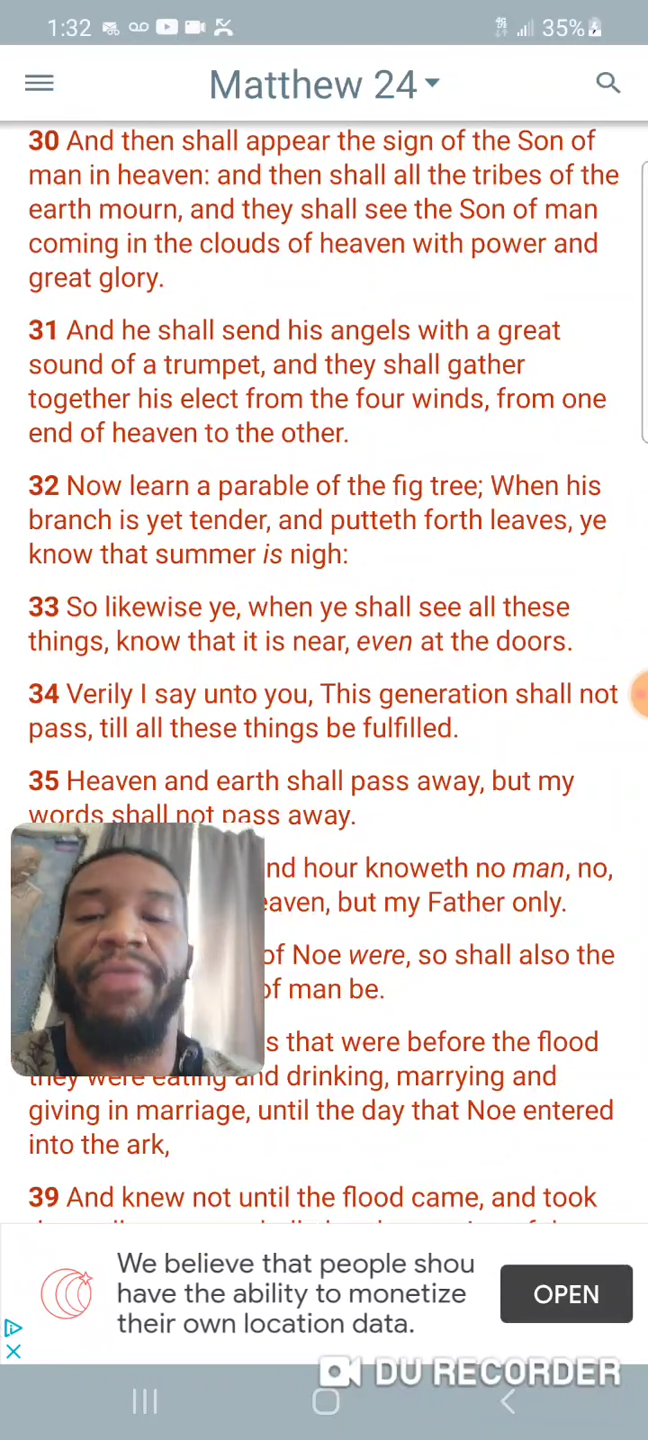 1:32
4G
35%
Matthew 24
30 And then shall appear the sign of the Son of
man in heaven: and then shall all the tribes of the
earth mourn, and they shall see the Son of man
coming in the clouds of heaven with power and
great glory.
31 And he shall send his angels with a great
sound of a trumpet, and they shall gather
together his elect from the four winds, from one
end of heaven to the other.
32 Now learn a parable of the fig tree; When his
branch is yet tender, and putteth forth leaves, ye
know that summer is nigh:
33 So likewise ye, when ye shall see all these
things, know that it is near, even at the doors.
34 Verily I say unto you, This generation shall not
pass, till all these things be fulfilled.
35 Heaven and earth shall pass away, but my
words shall not pass away.
nd hour knoweth no man, no,
eaven, but my Father only.
of Noe were, so shall also the
of man be.
s that were before the flood
they were eating and drinking, marrying and
giving in marriage, until the day that Noe entered
into the ark,
39 And knew not until the flood came, and took
We believe that people shou
have the ability to monetize
their own location data.
OPEN
DU RECORDER